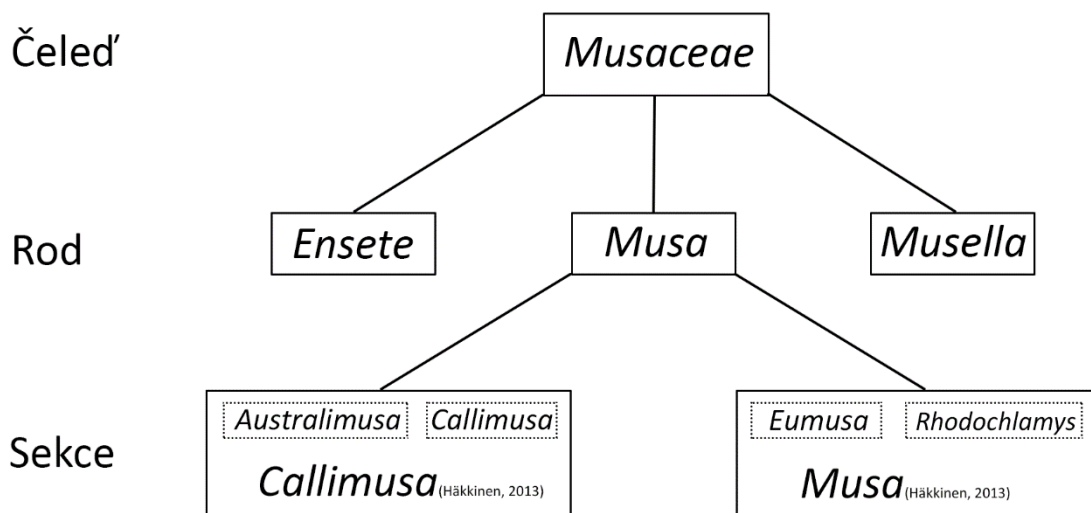 Čeleď
Musaceae
Rod
Ensete
Musa
Musella
Sekce
Australimusa
Callimusa
Callimusa (Häkkinen, 2013)
Eumusa
Rhodochlamys
Musa (Häkkinen, 2013)